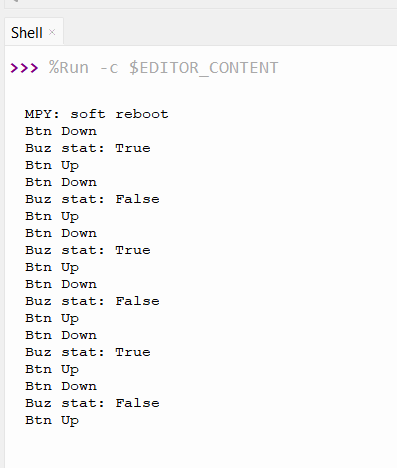 Shell ×
>>> %Run -c $EDITOR_CONTENT
MPY: soft reboot
Btn Down
Buz stat: True
Btn Up
Btn Down
Buz stat: False
Btn Up
Btn Down
Buz stat: True
Btn Up
Btn Down
Buz stat: False
Btn Up
Btn Down
Buz stat: True
Btn Up
Btn Down
Buz stat: False
Btn Up